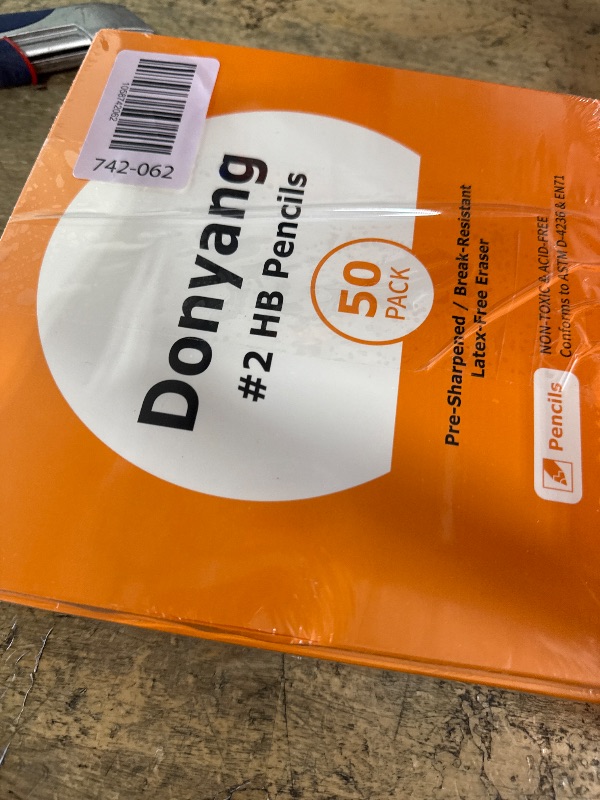 742-062
Donyang
#2 HB Pencils
50
PACK
Pre-Sharpened / Break-Resistant
Latex-Free Eraser
Pencils
NON-TOXIC & ACID-FREE
Conforms to ASTM D-4236 & EN71